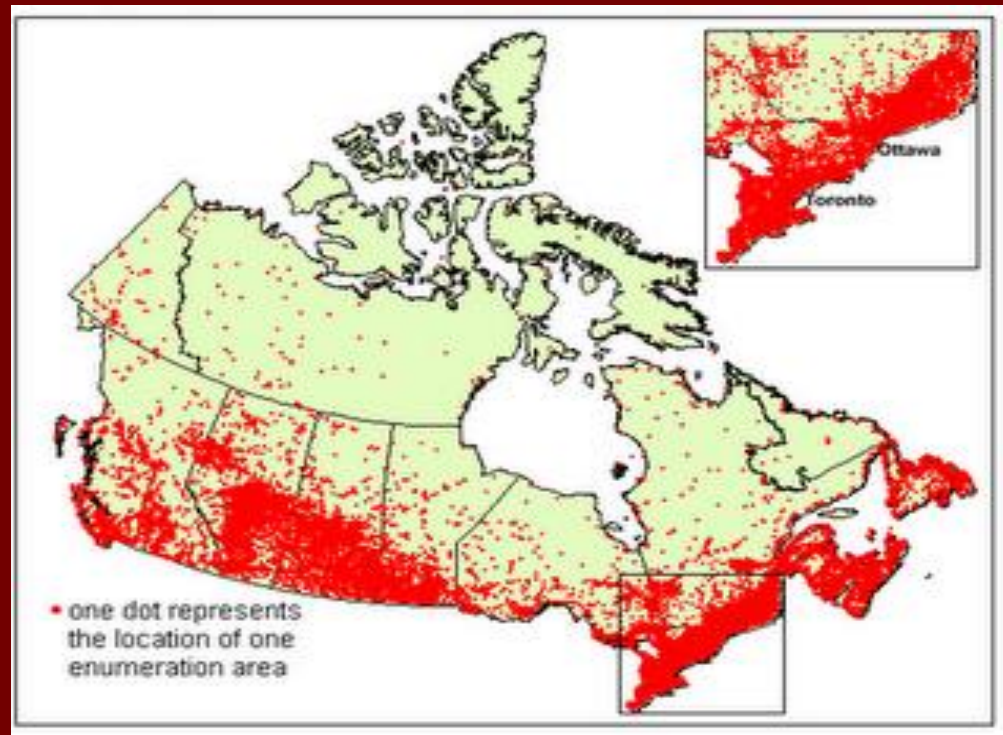 Ottawa
Toronto
one dot represents
the location of one
enumeration area